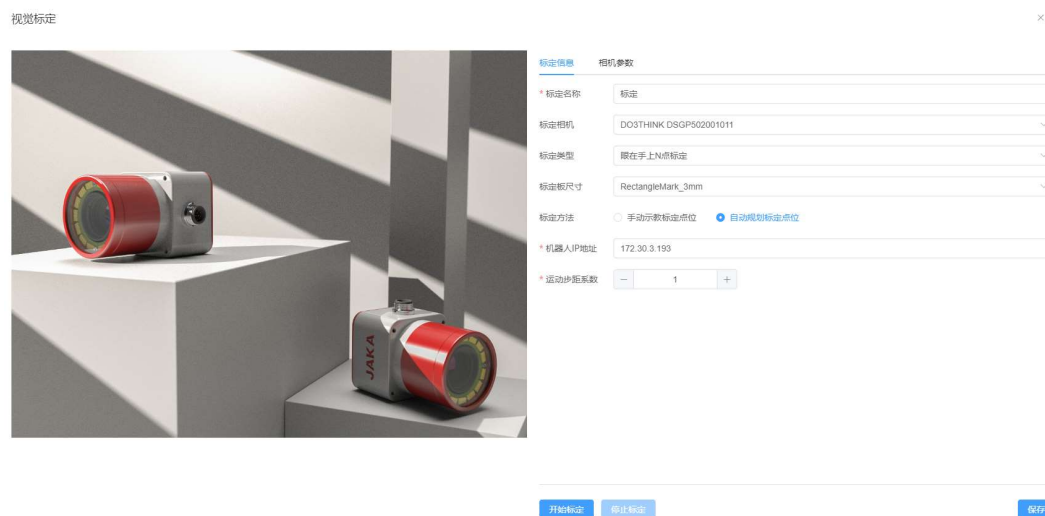 视觉标定
标定信息 相机参数
* 标定名称 标定
标定相机 DO3THINK DSGP502001011
标定类型 眼在手上N点标定
标定板尺寸 RectangleMark_3mm
标定方法 手动示教标定点位 自动规划标定点位
* 机器人IP地址 172.30.3.193
* 运动步距系数 1
JAKA
开始标定 停止标定 保存